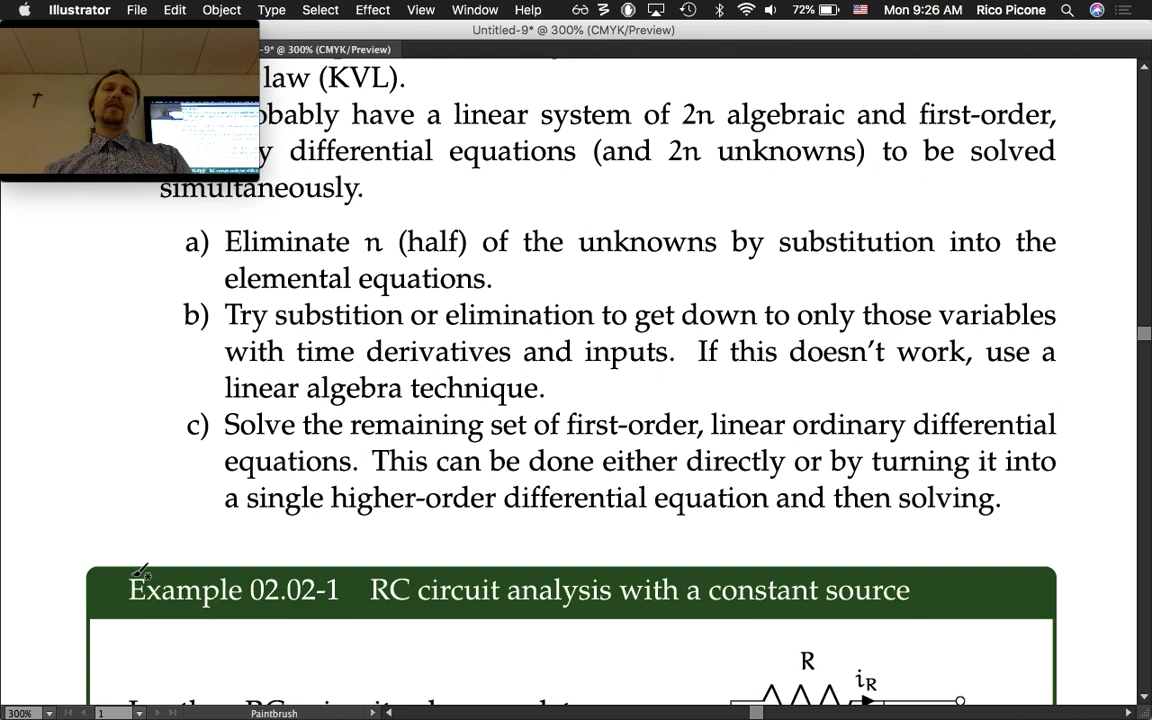 Illustrator File Edit Object Type Select Effect View Window Help 72% Mon 9:26 AM Rico Picone
Untitled-9* @ 300% (CMYK/Preview)
-9* @ 300% (CMYK/Preview)
law (KVL).
obably have a linear system of 2n algebraic and first-order,
y differential equations (and 2n unknowns) to be solved
simultaneously.
a) Eliminate n (half) of the unknowns by substitution into the
elemental equations.
b) Try substition or elimination to get down to only those variables
with time derivatives and inputs. If this doesn't work, use a
linear algebra technique.
c) Solve the remaining set of first-order, linear ordinary differential
equations. This can be done either directly or by turning it into
a single higher-order differential equation and then solving.
Example 02.02-1 RC circuit analysis with a constant source
R
iR
300% 1 Paintbrush